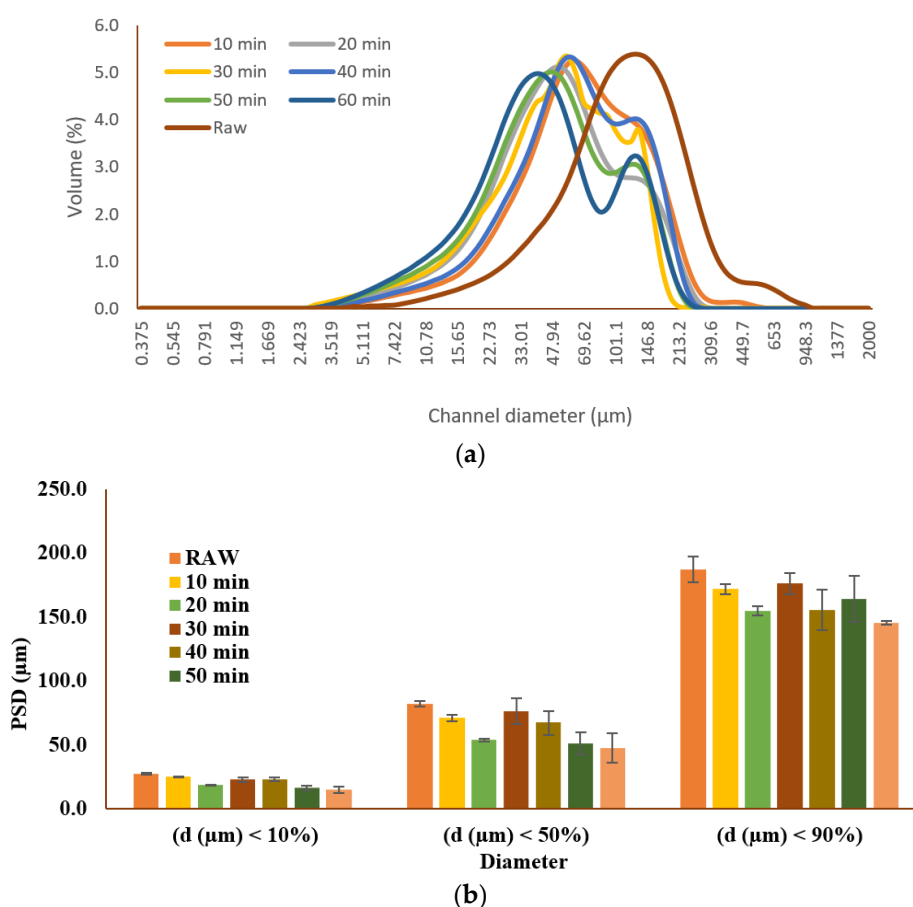 6.0
5.0
4.0
3.0
2.0
1.0
0.0
Volume (%)
10 min
20 min
30 min
40 min
50 min
60 min
Raw
0.375
0.545
0.791
1.149
1.669
2.423
3.519
5.111
7.422
10.78
15.65
22.73
33.01
47.94
69.62
101.1
146.8
213.2
309.6
449.7
653
948.3
1377
2000
Channel diameter (μm)
(a)
250.0
200.0
150.0
100.0
50.0
0.0
PSD (μm)
RAW
10 min
20 min
30 min
40 min
50 min
(d (μm) < 10%)
(d (μm) < 50%)
(d (μm) < 90%)
Diameter
(b)